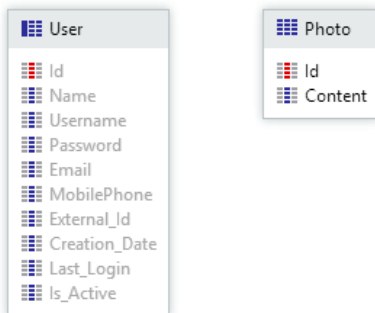 User
Id
Name
Username
Password
Email
MobilePhone
External_Id
Creation_Date
Last_Login
Is_Active
Photo
Id
Content